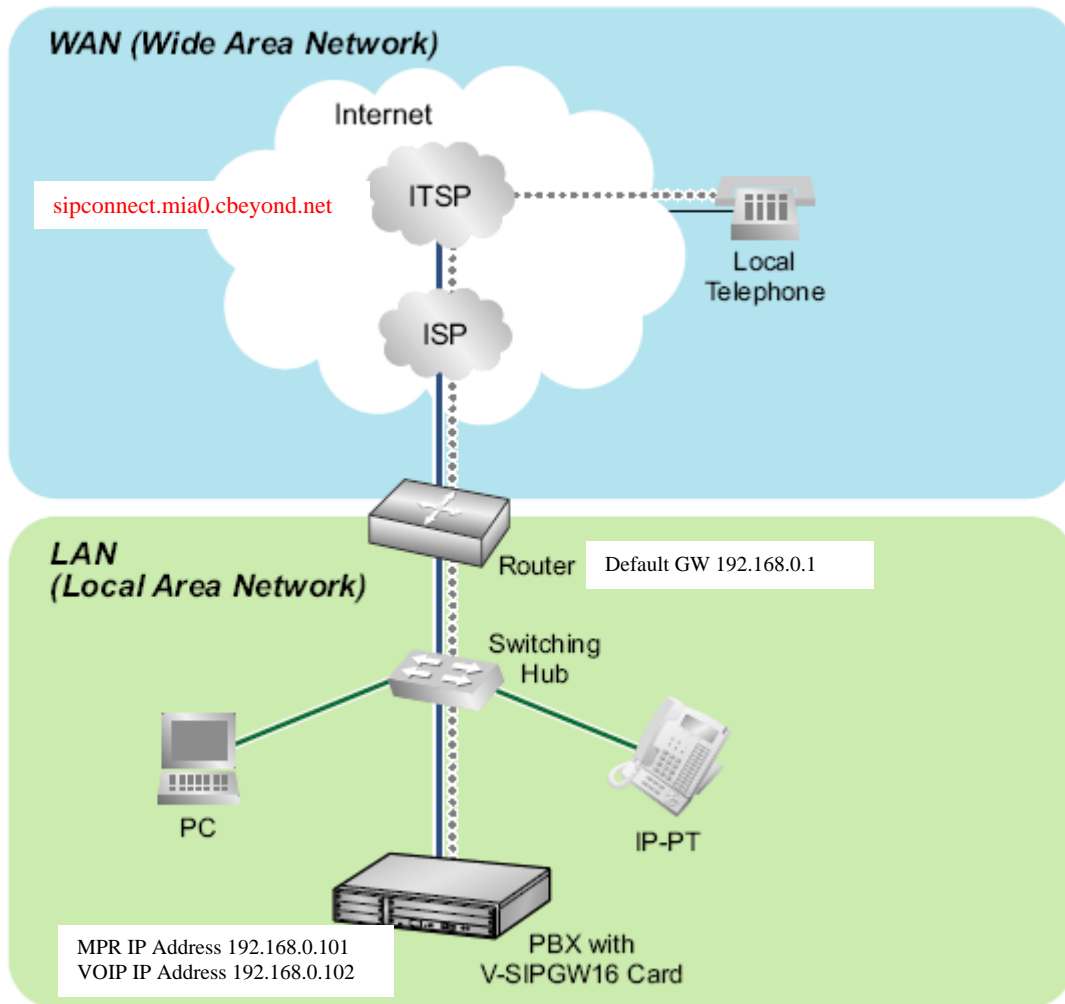 WAN (Wide Area Network)
Internet
ITSP
sipconnect.mia0.cbeyond.net
Local
Telephone
ISP
LAN
(Local Area Network)
Router
Default GW 192.168.0.1
Switching
Hub
PC
IP-PT
MPR IP Address 192.168.0.101
VOIP IP Address 192.168.0.102
PBX with
V-SIPGW16 Card